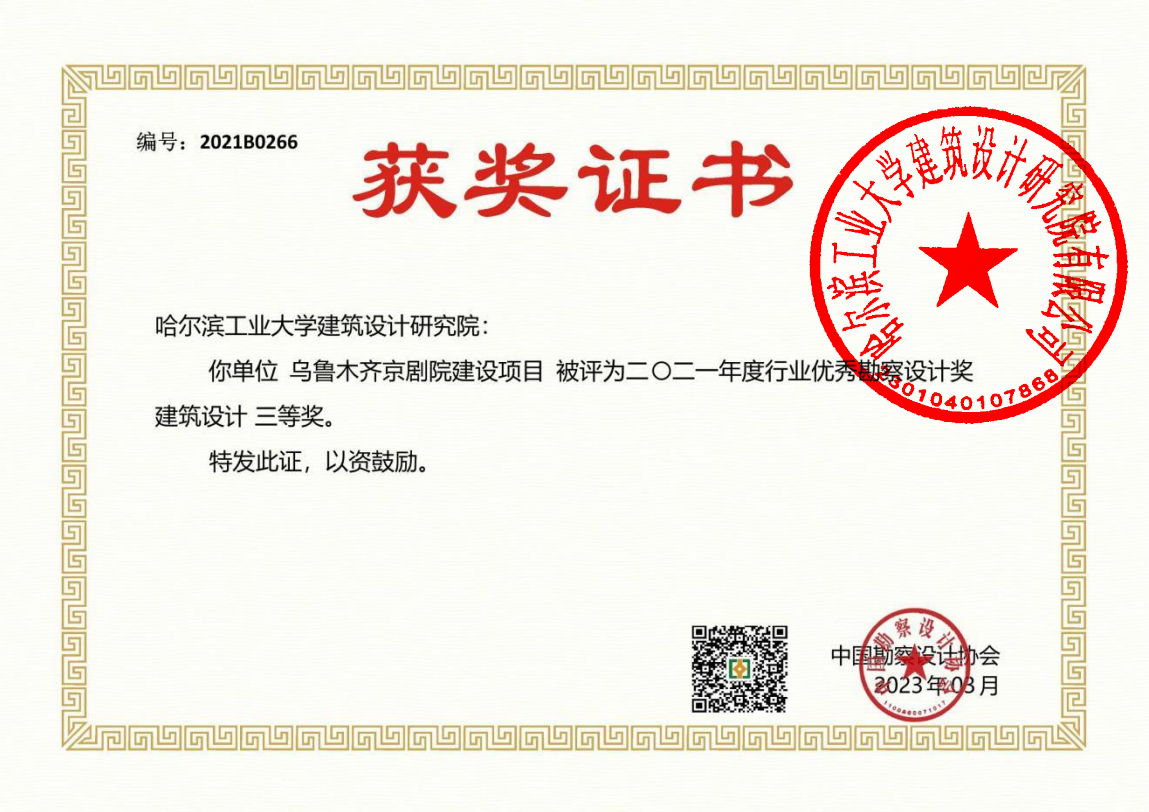 编号：2021B0266
获奖证书
哈尔滨工业大学建筑设计研究院有限公司
哈尔滨工业大学建筑设计研究院：
你单位 乌鲁木齐京剧院建设项目 被评为二〇二一年度行业优秀勘察设计奖
2301040107868
建筑设计 三等奖。
特发此证，以资鼓励。
中国勘察设计协会
中国勘察设计协会
2023年03月